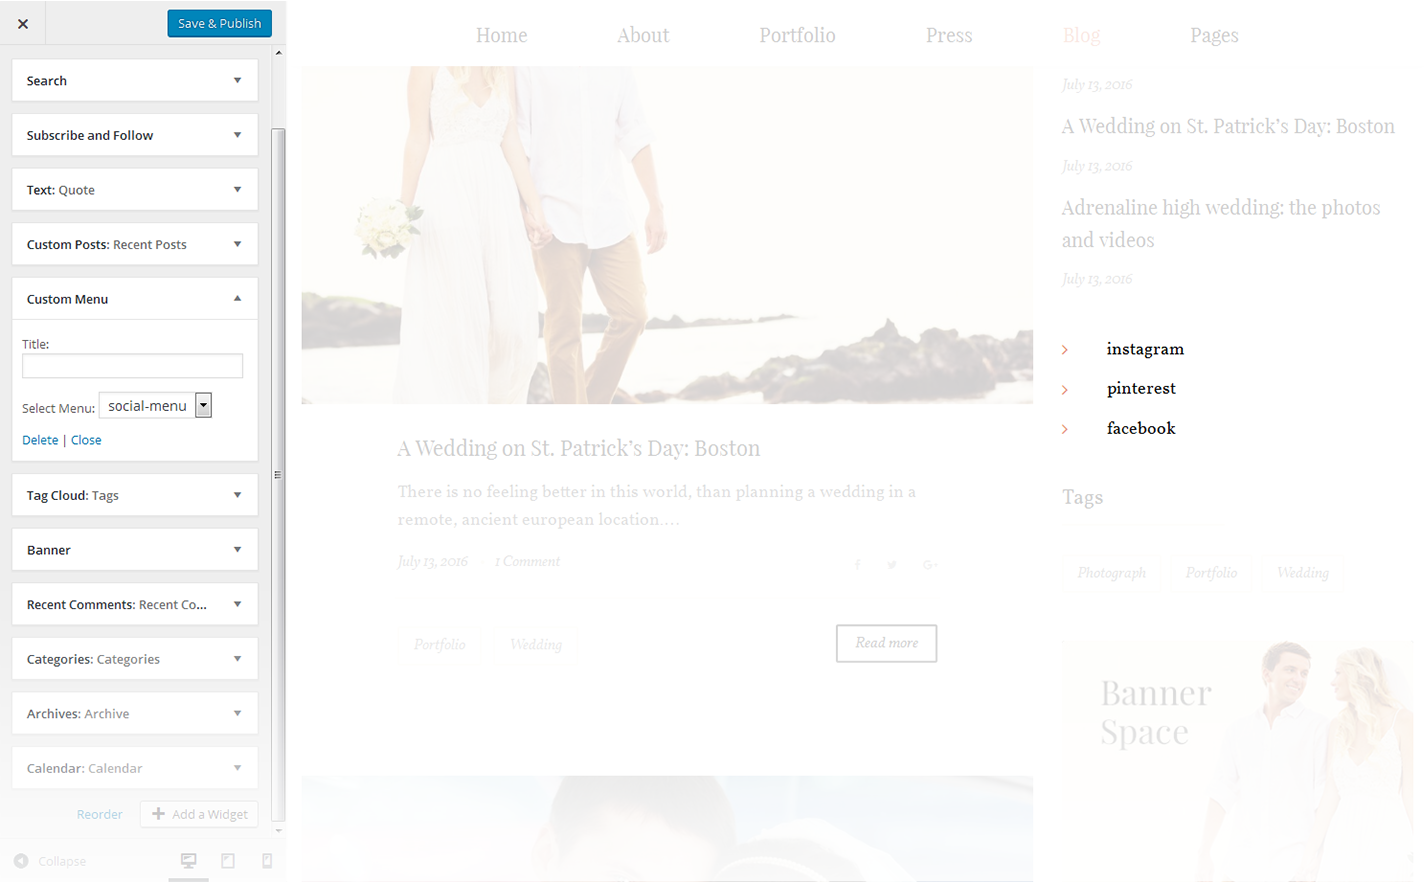 Save & Publish
Search
Subscribe and Follow
Text: Quote
Custom Posts: Recent Posts
Custom Menu
Title:
Select Menu: social-menu
Delete | Close
Tag Cloud: Tags
Banner
Recent Comments: Recent Co...
Categories: Categories
Archives: Archive
Calendar: Calendar
Reorder
Add a Widget
Collapse
Home About Portfolio Press Blog Pages
A Wedding on St. Patrick’s Day: Boston
There is no feeling better in this world, than planning a wedding in a
remote, ancient european location....
July 13, 2016 1 Comment
Portfolio Wedding
Read more
July 13, 2016
A Wedding on St. Patrick’s Day: Boston
July 13, 2016
Adrenaline high wedding: the photos
and videos
July 13, 2016
instagram
pinterest
facebook
Tags
Photograph Portfolio Wedding
Banner
Space